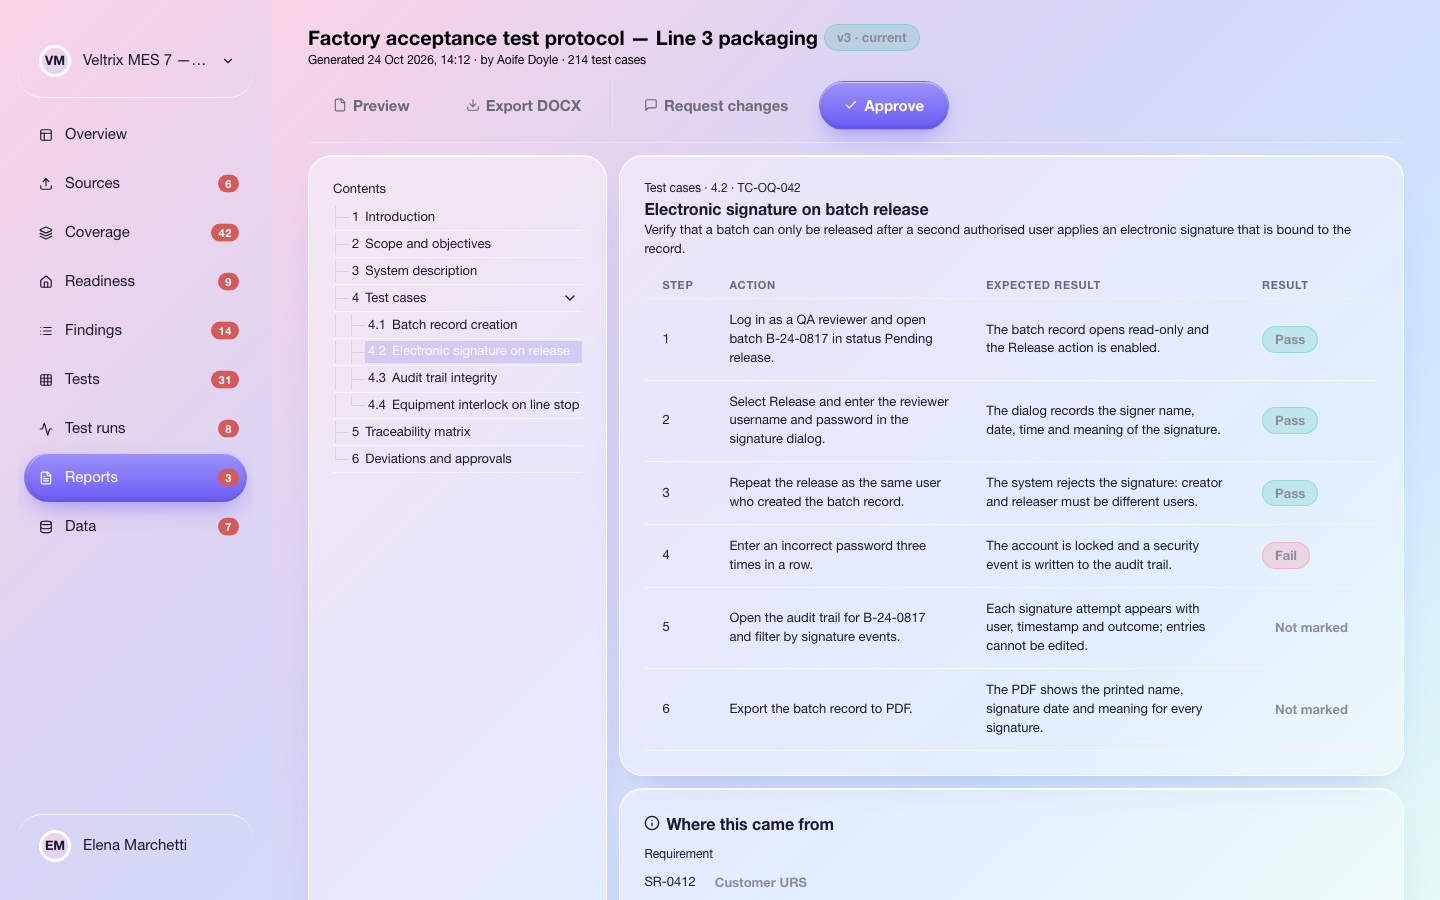 VM Veltrix MES 7 —…
Overview
Sources 6
Coverage 42
Readiness 9
Findings 14
Tests 31
Test runs 8
Reports 3
Data 7
EM Elena Marchetti
Factory acceptance test protocol — Line 3 packaging v3 · current
Generated 24 Oct 2026, 14:12 · by Aoife Doyle · 214 test cases
Preview Export DOCX Request changes Approve
Contents
1 Introduction
2 Scope and objectives
3 System description
4 Test cases
4.1 Batch record creation
4.2 Electronic signature on release
4.3 Audit trail integrity
4.4 Equipment interlock on line stop
5 Traceability matrix
6 Deviations and approvals
Test cases · 4.2 · TC-OQ-042
Electronic signature on batch release
Verify that a batch can only be released after a second authorised user applies an electronic signature that is bound to the
record.
STEP ACTION EXPECTED RESULT RESULT
1
Log in as a QA reviewer and open
batch B-24-0817 in status Pending
release.
The batch record opens read-only and
the Release action is enabled.
Pass
2
Select Release and enter the reviewer
username and password in the
signature dialog.
The dialog records the signer name,
date, time and meaning of the signature.
Pass
3
Repeat the release as the same user
who created the batch record.
The system rejects the signature: creator
and releaser must be different users.
Pass
4
Enter an incorrect password three
times in a row.
The account is locked and a security
event is written to the audit trail.
Fail
5
Open the audit trail for B-24-0817
and filter by signature events.
Each signature attempt appears with
user, timestamp and outcome; entries
cannot be edited.
Not marked
6
Export the batch record to PDF.
The PDF shows the printed name,
signature date and meaning for every
signature.
Not marked
Where this came from
Requirement
SR-0412 Customer URS